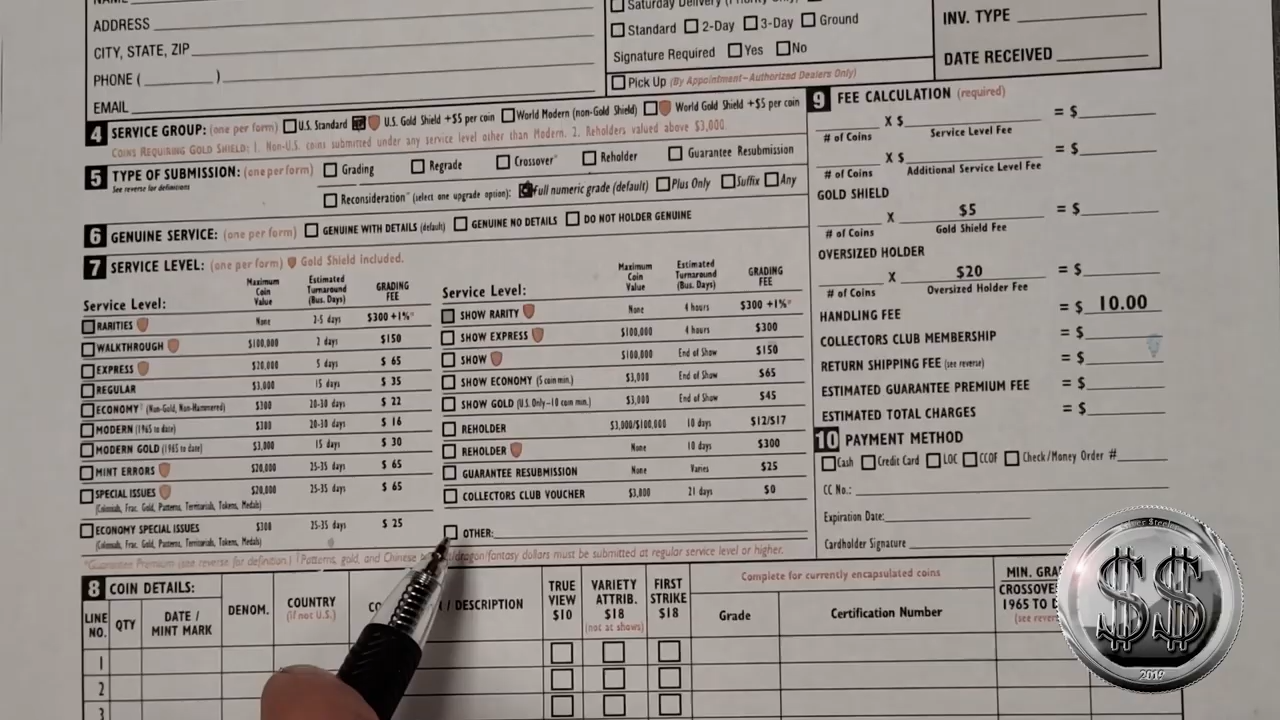 NAME
ADDRESS
CITY, STATE, ZIP
PHONE ( )
EMAIL
Saturday Delivery (Priority Only)
Standard 2-Day 3-Day Ground
Signature Required Yes No
Pick Up (By Appointment–Authorized Dealers Only)
INV. TYPE
DATE RECEIVED
4 SERVICE GROUP: (one per form) U.S. Standard U.S. Gold Shield +$5 per coin World Modern (non-Gold Shield) World Gold Shield +$5 per coin
COINS REQUIRING GOLD SHIELD: 1. Non-U.S. coins submitted under any service level other than Modern. 2. Reholders valued above $3,000.
5 TYPE OF SUBMISSION: (one per form) Grading Regrade Crossover* Reholder Guarantee Resubmission
See reverse for definitions
Reconsideration* (select one upgrade option): Full numeric grade (default) Plus Only Suffix Any
6 GENUINE SERVICE: (one per form) GENUINE WITH DETAILS (default) GENUINE NO DETAILS DO NOT HOLDER GENUINE
7 SERVICE LEVEL: (one per form) Gold Shield included.
Service Level: Maximum Coin Value Estimated Turnaround (Bus. Days) GRADING FEE
RARITIES None 2-5 days $300 +1%*
WALKTHROUGH $100,000 2 days $150
EXPRESS $20,000 5 days $ 65
REGULAR $3,000 15 days $ 35
ECONOMY† (Non-Gold, Non-Hammered) $300 20-30 days $ 22
MODERN (1965 to date) $300 20-30 days $ 16
MODERN GOLD (1965 to date) $3,000 15 days $ 30
MINT ERRORS $20,000 25-35 days $ 65
SPECIAL ISSUES $20,000 25-35 days $ 65
(Colonials, Frac. Gold, Patterns, Territorials, Tokens, Medals)
ECONOMY SPECIAL ISSUES $300 25-35 days $ 25
(Colonials, Frac. Gold, Patterns, Territorials, Tokens, Medals)
Service Level: Maximum Coin Value Estimated Turnaround (Bus. Days) GRADING FEE
SHOW RARITY None 4 hours $300 +1%*
SHOW EXPRESS $100,000 4 hours $300
SHOW $100,000 End of Show $150
SHOW ECONOMY (5 coin min.) $3,000 End of Show $65
SHOW GOLD (U.S. Only–10 coin min.) $3,000 End of Show $45
REHOLDER $3,000/$100,000 10 days $12/$17
REHOLDER None 10 days $300
GUARANTEE RESUBMISSION None Varies $25
COLLECTORS CLUB VOUCHER $3,000 21 days $0
OTHER:
*Guarantee Premium (see reverse for definition.) †Patterns, gold, and Chinese dragon/fantasy dollars must be submitted at regular service level or higher.
9 FEE CALCULATION (required)
X $ = $
# of Coins Service Level Fee
X $ = $
# of Coins Additional Service Level Fee
GOLD SHIELD
X $5 = $
# of Coins Gold Shield Fee
OVERSIZED HOLDER
X $20 = $
# of Coins Oversized Holder Fee
HANDLING FEE = $ 10.00
COLLECTORS CLUB MEMBERSHIP = $
RETURN SHIPPING FEE (see reverse) = $
ESTIMATED GUARANTEE PREMIUM FEE = $
ESTIMATED TOTAL CHARGES = $
10 PAYMENT METHOD
Cash Credit Card LOC CCOF Check/Money Order #
CC No.:
Expiration Date:
Cardholder Signature
8 COIN DETAILS:
LINE NO. QTY DATE / MINT MARK DENOM. COUNTRY (if not U.S.) / DESCRIPTION
TRUE VIEW $10 VARIETY ATTRIB. $18 (not at shows) FIRST STRIKE $18
Complete for currently encapsulated coins
Grade Certification Number
CROSSOVER
1965 TO
1
2
3
$$
2019